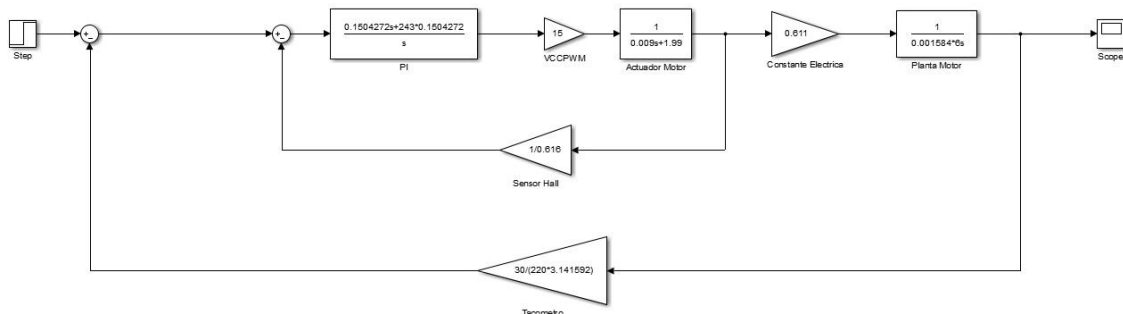 Step
0.1504272s+243*0.1504272
s
PI
15
VCCPWM
1
0.009s+1.99
Actuador Motor
0.611
Constante Electrica
1
0.001584*6s
Planta Motor
Scope
1/0.616
Sensor Hall
30/(220*3.141592)
Tacometro